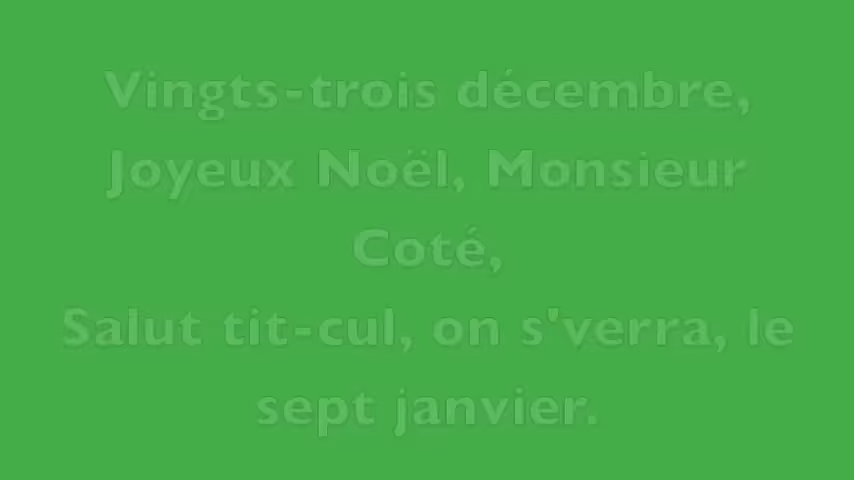 Vingts-trois décembre,
Joyeux Noël, Monsieur
Coté,
Salut tit-cul, on s'verra, le
sept janvier.